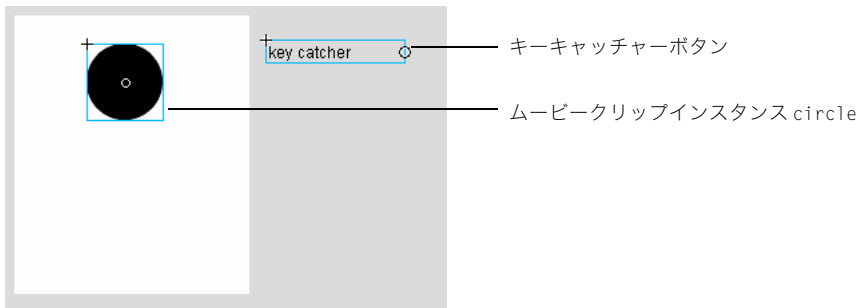 key catcher
キーキャッチャーボタン
ムービークリップインスタンス circle